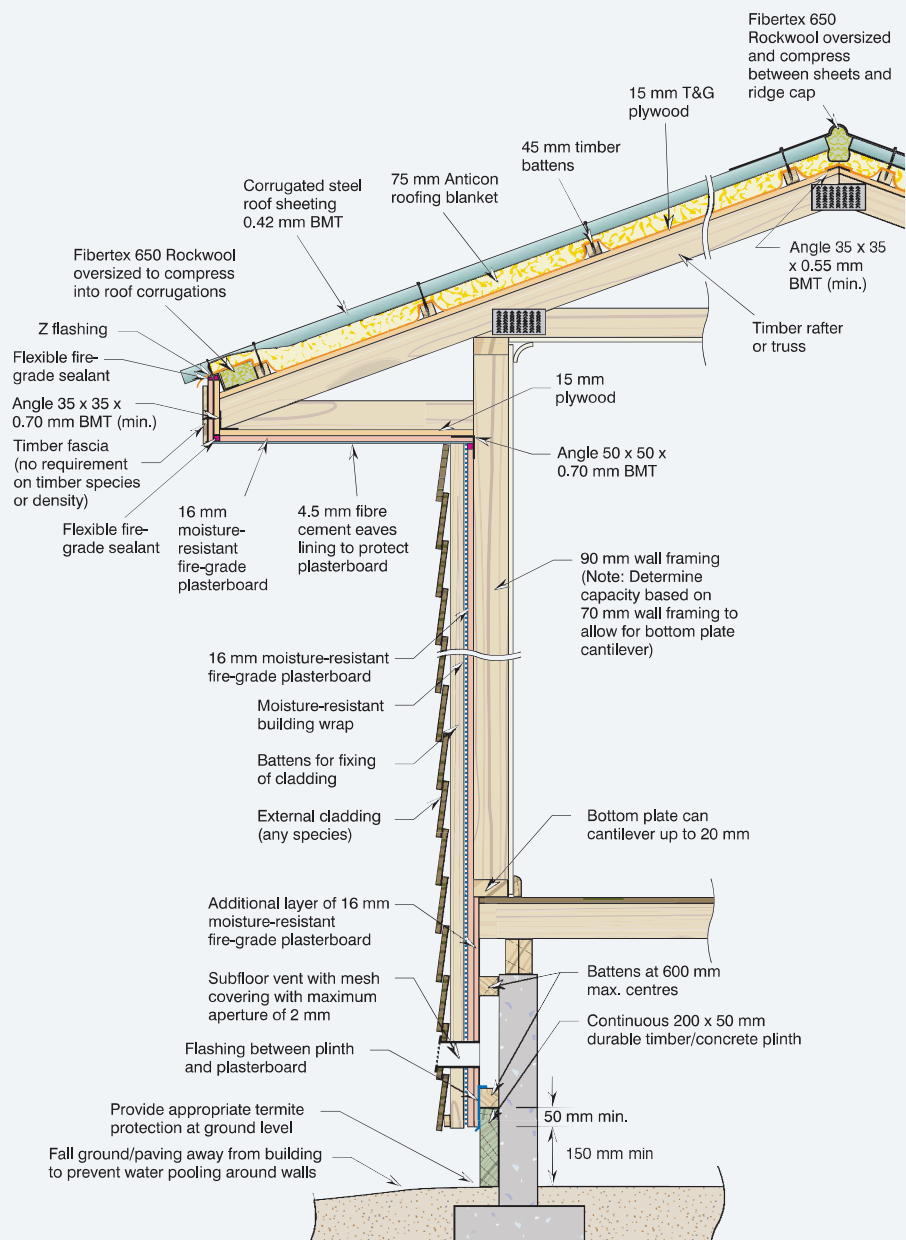 Fibertex 650
Rockwool oversized
and compress
between sheets and
ridge cap
15 mm T&G
plywood
45 mm timber
battens
75 mm Anticon
roofing blanket
Corrugated steel
roof sheeting
0.42 mm BMT
Fibertex 650 Rockwool
oversized to compress
into roof corrugations
Angle 35 x 35
x 0.55 mm
BMT (min.)
Z flashing
Timber rafter
or truss
Flexible fire-
grade sealant
15 mm
plywood
Angle 35 x 35 x
0.70 mm BMT (min.)
Timber fascia
(no requirement
on timber species
or density)
Angle 50 x 50 x
0.70 mm BMT
Flexible fire-
grade sealant
16 mm
moisture-
resistant
fire-grade
plasterboard
4.5 mm fibre
cement eaves
lining to protect
plasterboard
90 mm wall framing
(Note: Determine
capacity based on
70 mm wall framing to
allow for bottom plate
cantilever)
16 mm moisture-resistant
fire-grade plasterboard
Moisture-resistant
building wrap
Battens for fixing
of cladding
External cladding
(any species)
Bottom plate can
cantilever up to 20 mm
Additional layer of 16 mm
moisture-resistant
fire-grade plasterboard
Subfloor vent with mesh
covering with maximum
aperture of 2 mm
Battens at 600 mm
max. centres
Continuous 200 x 50 mm
durable timber/concrete plinth
Flashing between plinth
and plasterboard
Provide appropriate termite
protection at ground level
50 mm min.
Fall ground/paving away from building
to prevent water pooling around walls
150 mm min